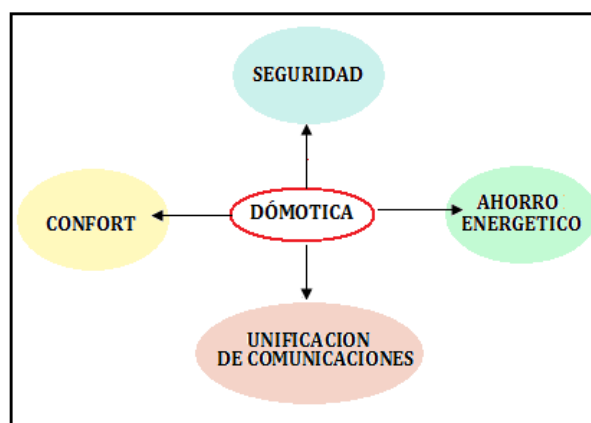 SEGURIDAD
CONFORT
DÓMOTICA
AHORRO
ENERGETICO
UNIFICACION
DE COMUNICACIONES